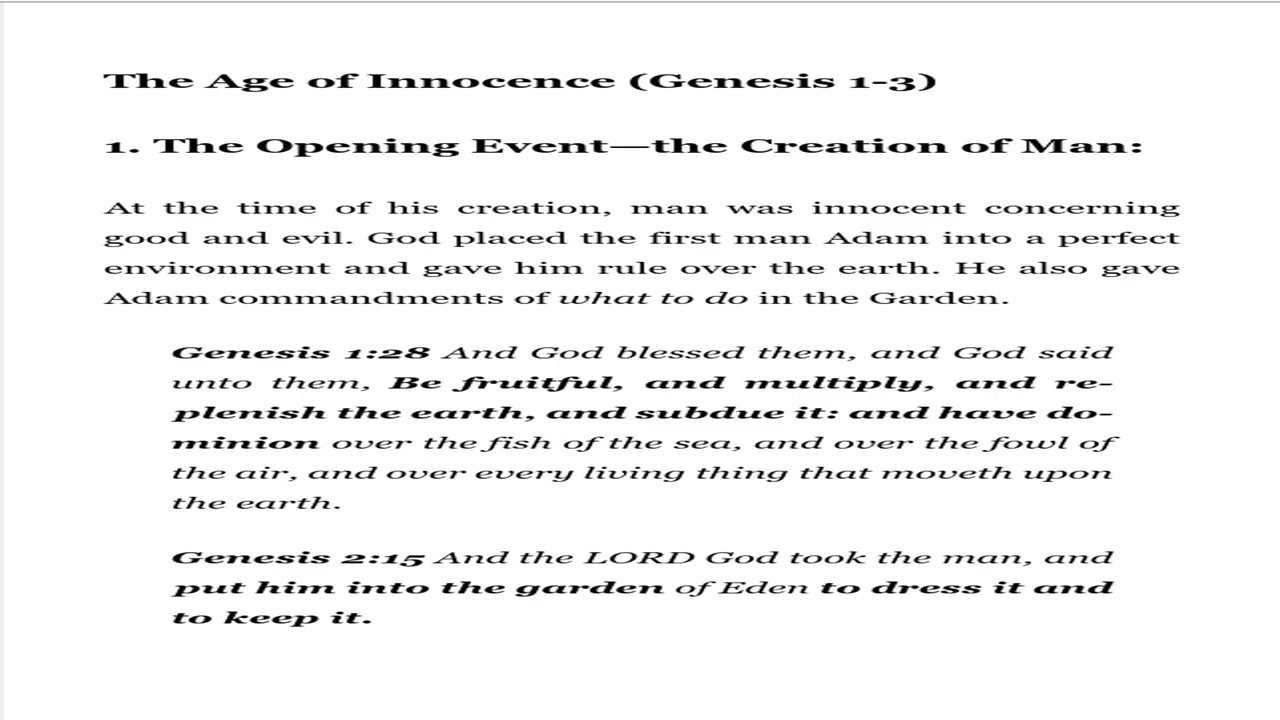 The Age of Innocence (Genesis 1-3)
1. The Opening Event—the Creation of Man:
At the time of his creation, man was innocent concerning
good and evil. God placed the first man Adam into a perfect
environment and gave him rule over the earth. He also gave
Adam commandments of what to do in the Garden.
Genesis 1:28 And God blessed them, and God said
unto them, Be fruitful, and multiply, and re-
plenish the earth, and subdue it: and have do-
minion over the fish of the sea, and over the fowl of
the air, and over every living thing that moveth upon
the earth.
Genesis 2:15 And the LORD God took the man, and
put him into the garden of Eden to dress it and
to keep it.